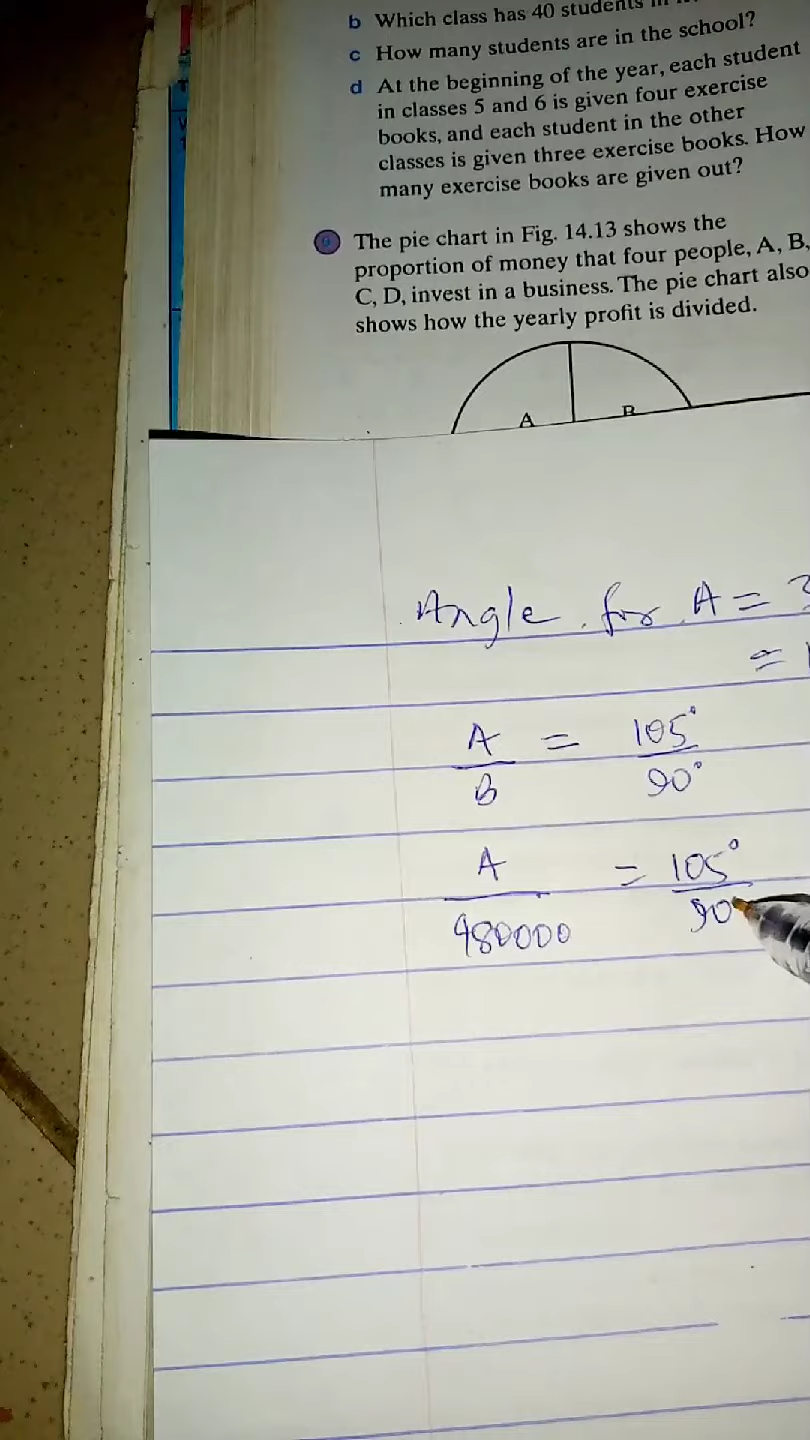 b Which class has 40 students
c How many students are in the school?
d At the beginning of the year, each student
in classes 5 and 6 is given four exercise
books, and each student in the other
classes is given three exercise books. How
many exercise books are given out?
The pie chart in Fig. 14.13 shows the
proportion of money that four people, A, B,
C, D, invest in a business. The pie chart also
shows how the yearly profit is divided.
A B
Angle for A =
=
A/B = 105°/90°
A/480000 = 105°/90